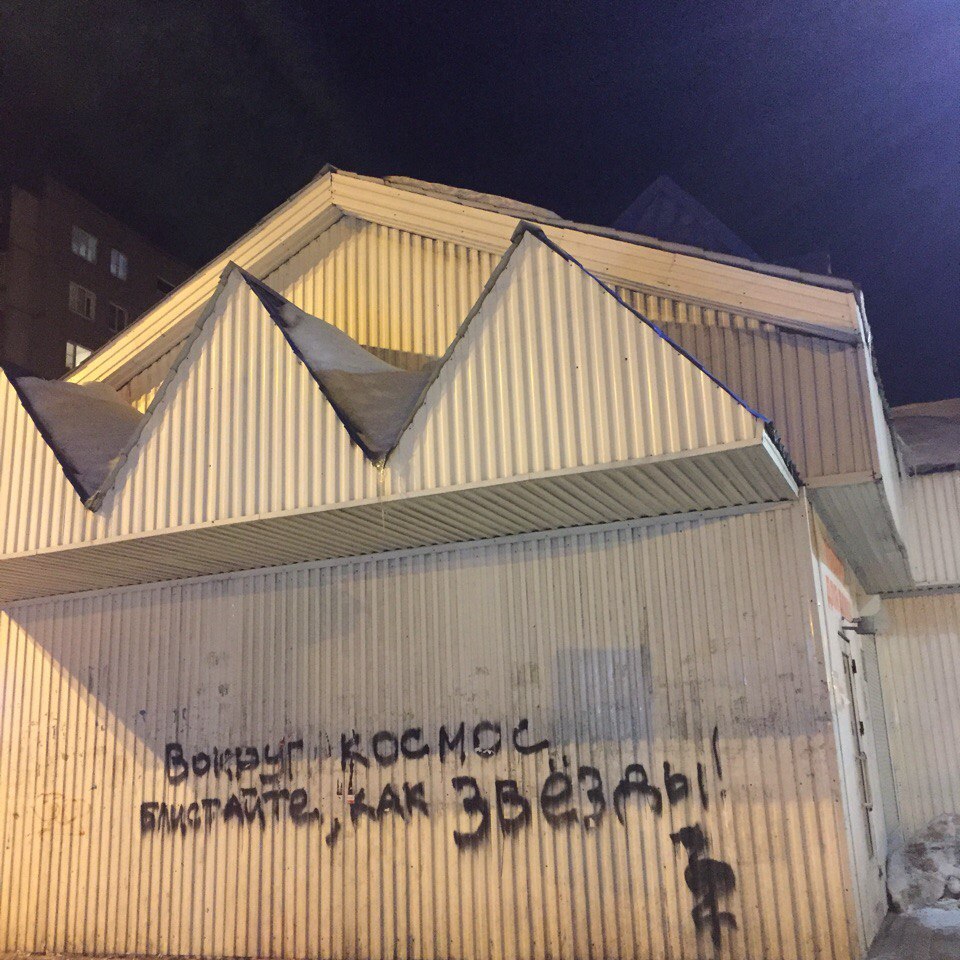 Вокруг космос
блистайте, как звёзды!